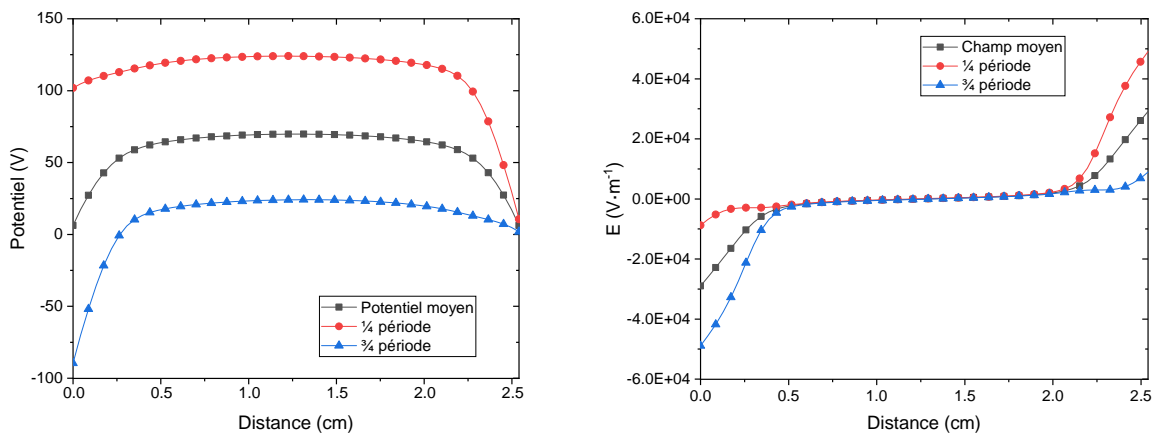 150
100
50
0
-50
-100
Potentiel (V)
0.0
0.5
1.0
1.5
2.0
2.5
Distance (cm)
Potentiel moyen
¼ période
¾ période
6.0E+04
4.0E+04
2.0E+04
0.0E+00
-2.0E+04
-4.0E+04
-6.0E+04
E (V·m⁻¹)
0.0
0.5
1.0
1.5
2.0
2.5
Distance (cm)
Champ moyen
¼ période
¾ période